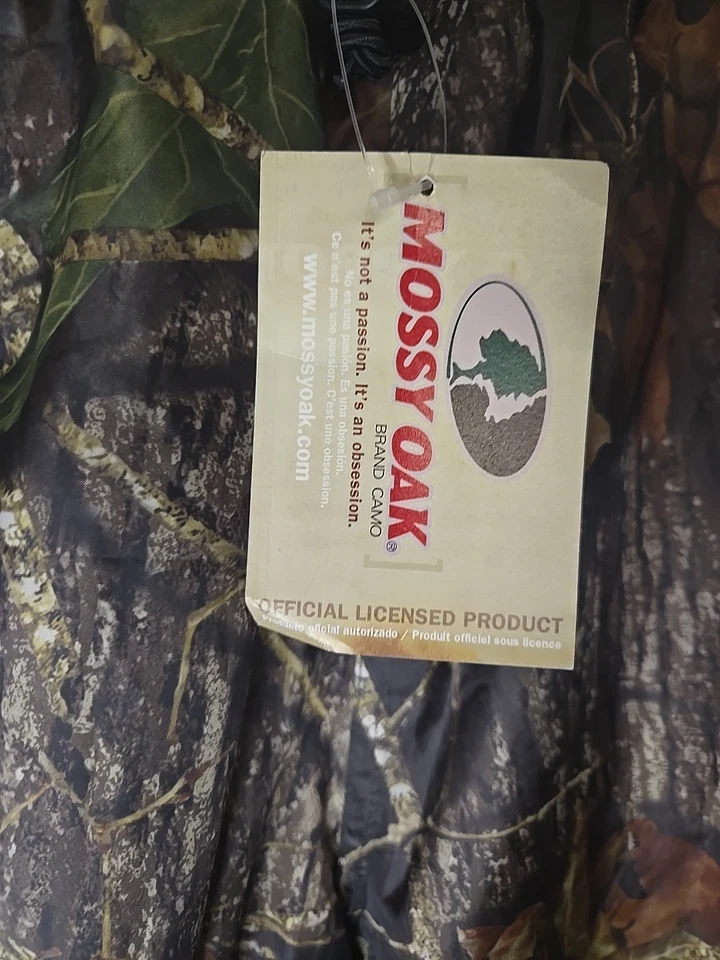 MOSSY OAK®
BRAND CAMO
It's not a passion. It's an obsession.
No es una pasión. Es una obsesión.
Ce n'est pas une passion. C'est une obsession.
www.mossyoak.com
OFFICIAL LICENSED PRODUCT
Producto oficial autorizado / Produit officiel sous licence